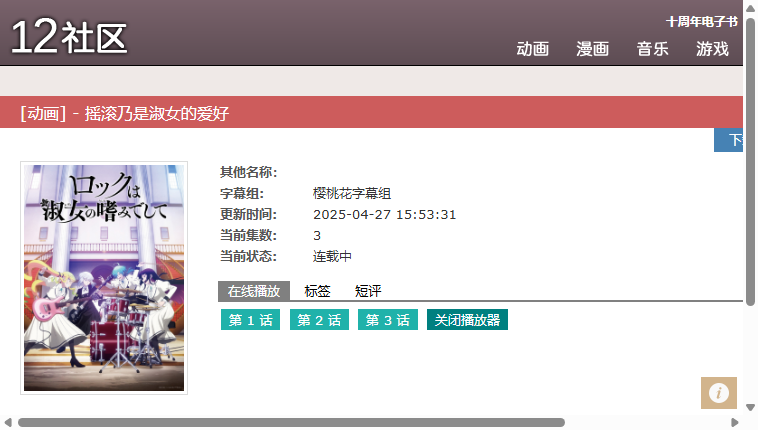 12社区
十周年电子书
动画 漫画 音乐 游戏
[动画] - 摇滚乃是淑女的爱好
ロックは
淑女の嗜みでして
其他名称:
字幕组: 樱桃花字幕组
更新时间: 2025-04-27 15:53:31
当前集数: 3
当前状态: 连载中
在线播放 标签 短评
第 1 话 第 2 话 第 3 话 关闭播放器